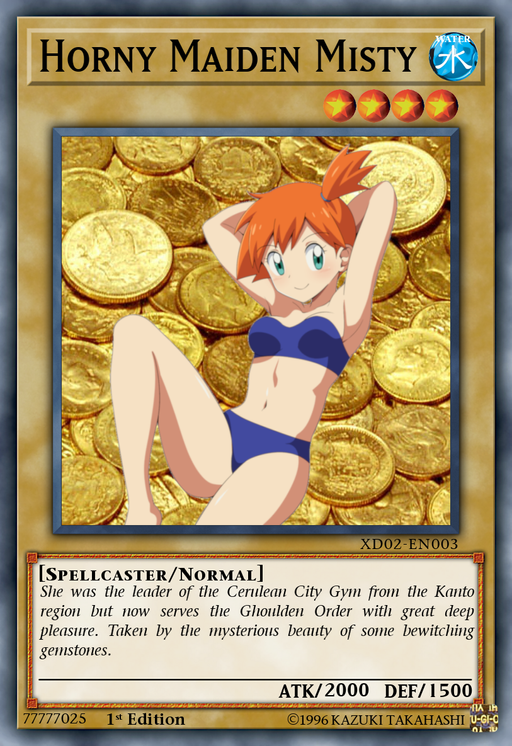 Horny Maiden Misty
WATER
水
XD02-EN003
[Spellcaster/Normal]
She was the leader of the Cerulean City Gym from the Kanto
region but now serves the Ghoulden Order with great deep
pleasure. Taken by the mysterious beauty of some bewitching
gemstones.
ATK/2000 DEF/1500
77777025 1st Edition ©1996 KAZUKI TAKAHASHI